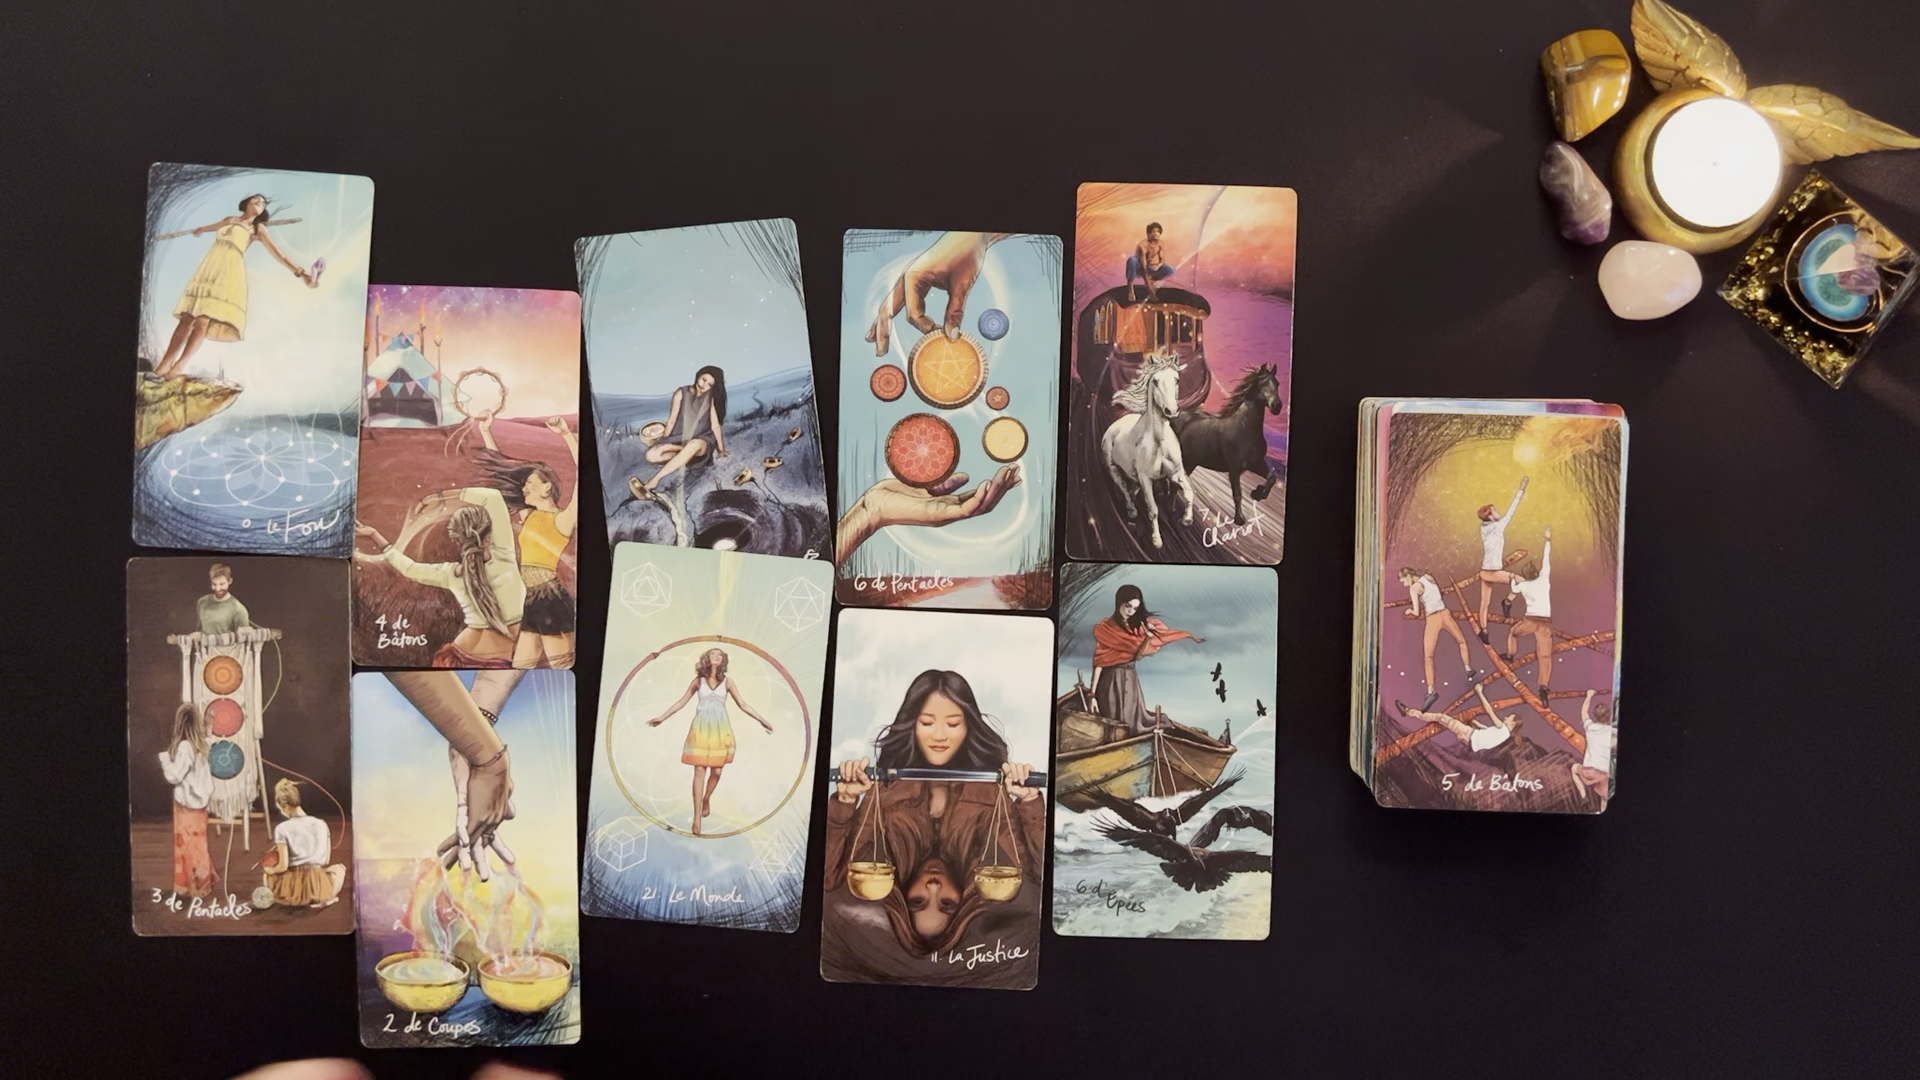 0 Le Fou
4 de
Bâtons
6 de Pentacles
7. Le
Chariot
3 de Pentacles
2 de Coupes
21. Le Monde
11. La Justice
6 d'
Épées
5 de Bâtons